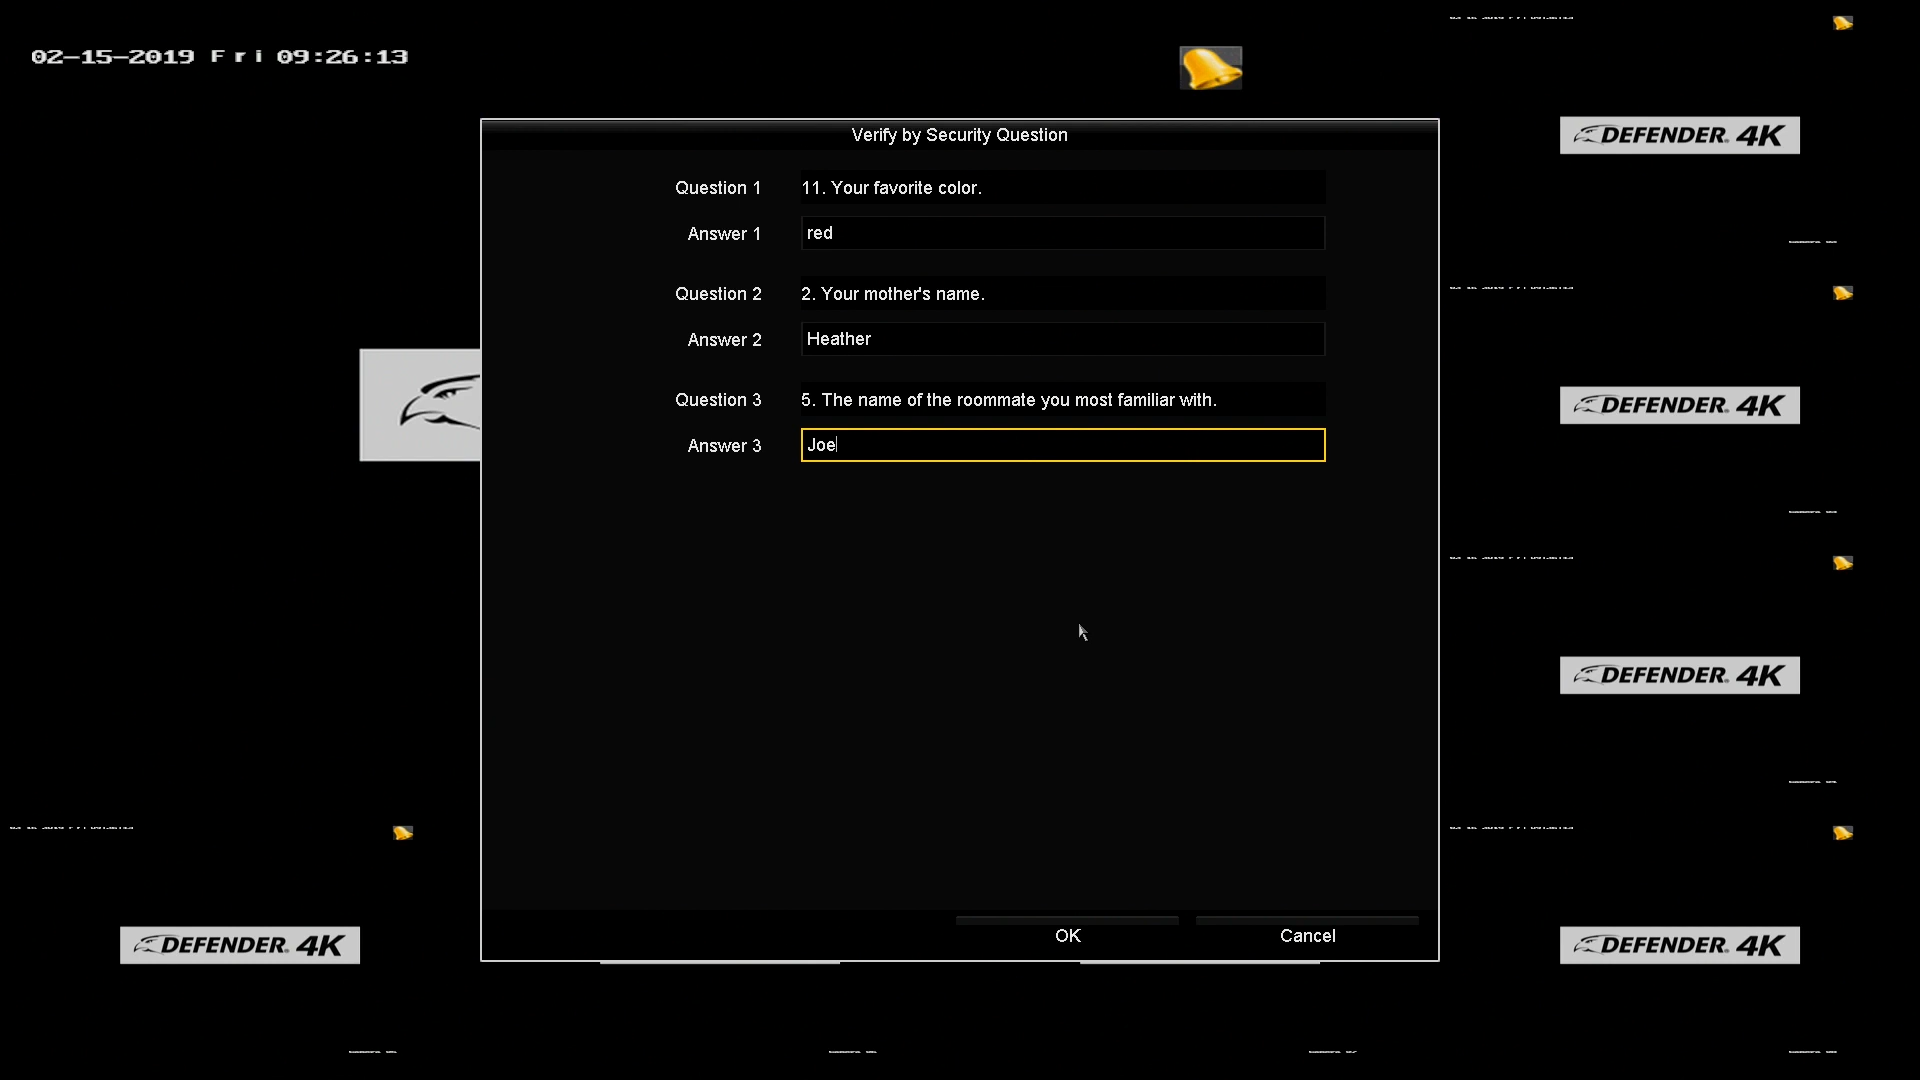 02-15-2019 Fri 09:26:13
Verify by Security Question
Question 1 11. Your favorite color.
Answer 1 red
Question 2 2. Your mother's name.
Answer 2 Heather
Question 3 5. The name of the roommate you most familiar with.
Answer 3 Joe
OK Cancel
DEFENDER® 4K
DEFENDER® 4K
DEFENDER® 4K
DEFENDER® 4K
DEFENDER® 4K